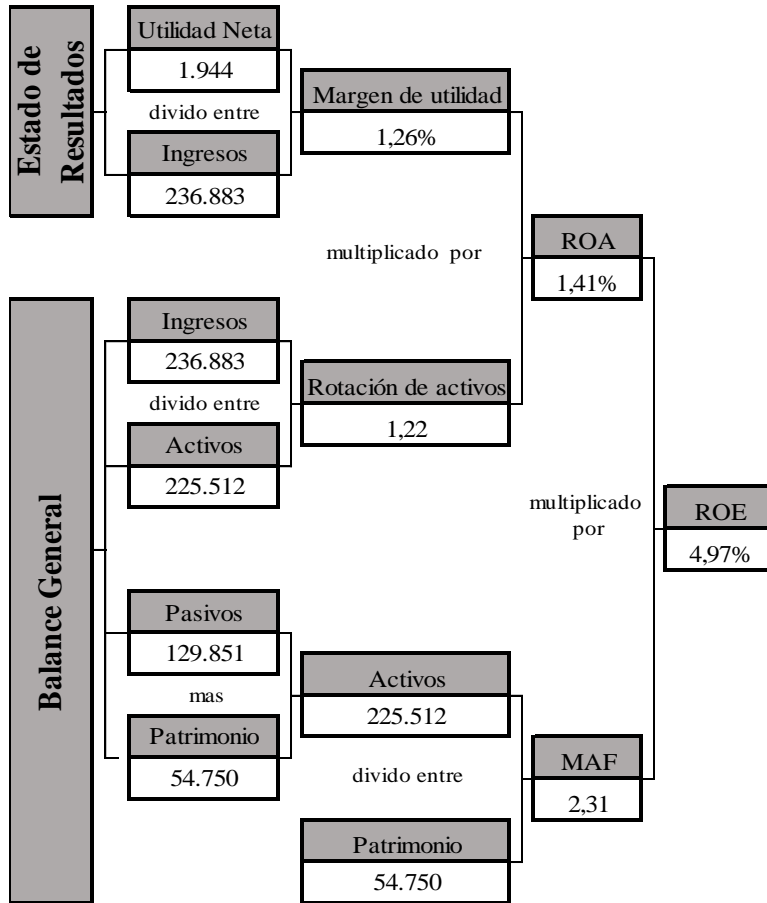 Estado de
Resultados
Utilidad Neta
1.944
divido entre
Ingresos
236.883
Margen de utilidad
1,26%
multiplicado por
ROA
1,41%
Balance General
Ingresos
236.883
divido entre
Activos
225.512
Rotación de activos
1,22
multiplicado
por
ROE
4,97%
Pasivos
129.851
mas
Patrimonio
54.750
Activos
225.512
divido entre
Patrimonio
54.750
MAF
2,31